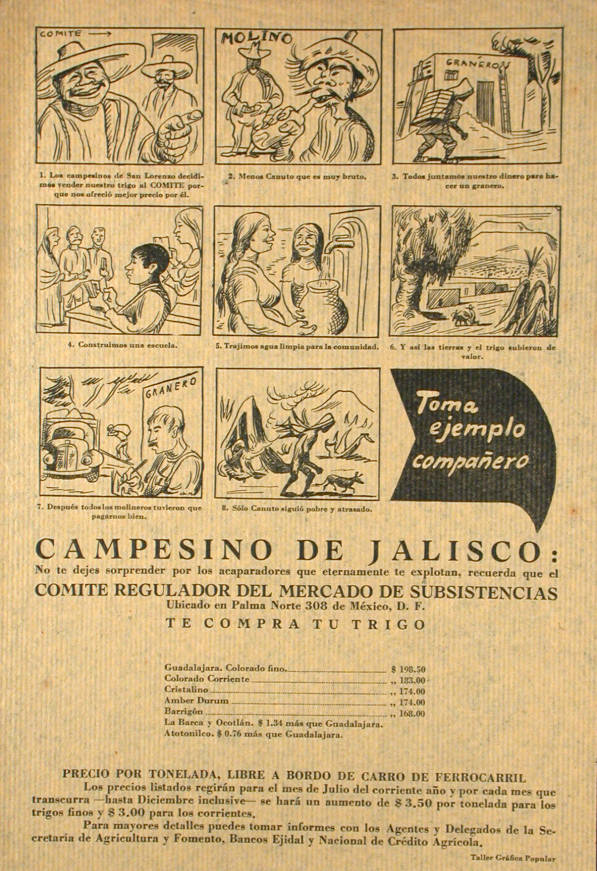 COMITE
MOLINO
GRANERO
1. Los campesinos de San Lorenzo decidi-
mos vender nuestro trigo al COMITE por-
que nos ofreció mejor precio por él.
2. Menos Canuto que es muy bruto.
3. Todos juntamos nuestro dinero para ha-
cer un granero.
4. Construimos una escuela.
5. Trajimos agua limpia para la comunidad.
6. Y así las tierras y el trigo subieron de
valor.
GRANERO
Toma
ejemplo
compañero
7. Después todos los molineros tuvieron que
pagarnos bien.
8. Sólo Canuto siguió pobre y atrasado.
CAMPESINO DE JALISCO:
No te dejes sorprender por los acaparadores que eternamente te explotan, recuerda que el
COMITE REGULADOR DEL MERCADO DE SUBSISTENCIAS
Ubicado en Palma Norte 308 de México, D. F.
TE COMPRA TU TRIGO
Guadalajara. Colorado fino. $ 198.50
Colorado Corriente ,, 183.00
Cristalino ,, 174.00
Amber Durum ,, 174.00
Barrigón ,, 168.00
La Barca y Ocotlán. $ 1.34 más que Guadalajara.
Atotonilco. $ 0.76 más que Guadalajara.
PRECIO POR TONELADA, LIBRE A BORDO DE CARRO DE FERROCARRIL
Los precios listados regirán para el mes de Julio del corriente año y por cada mes que
transcurra —hasta Diciembre inclusive— se hará un aumento de $ 3.50 por tonelada para los
trigos finos y $ 3.00 para los corrientes.
Para mayores detalles puedes tomar informes con los Agentes y Delegados de la Se-
cretaría de Agricultura y Fomento, Bancos Ejidal y Nacional de Crédito Agrícola.
Taller Gráfica Popular